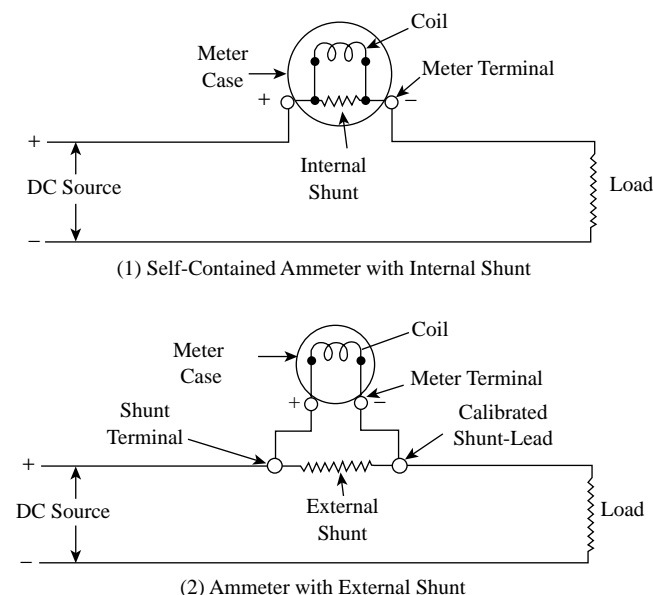 Coil
Meter
Case
Meter Terminal
+
−
+
Internal
Shunt
DC Source
Load
−
(1) Self-Contained Ammeter with Internal Shunt
Coil
Meter
Case
Meter Terminal
+
−
Shunt
Terminal
Calibrated
Shunt-Lead
+
External
Shunt
DC Source
Load
−
(2) Ammeter with External Shunt